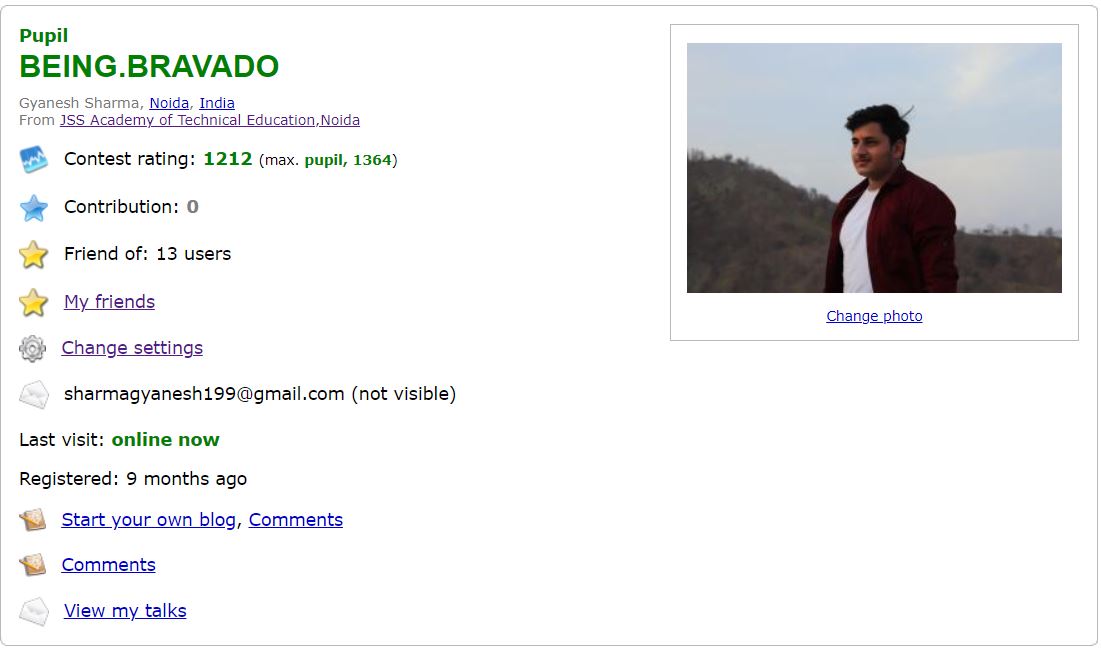 Pupil
BEING.BRAVADO
Gyanesh Sharma, Noida, India
From JSS Academy of Technical Education,Noida
Contest rating: 1212 (max. pupil, 1364)
Contribution: 0
Friend of: 13 users
My friends
Change settings
sharmagyanesh199@gmail.com (not visible)
Last visit: online now
Registered: 9 months ago
Start your own blog, Comments
Comments
View my talks
Change photo